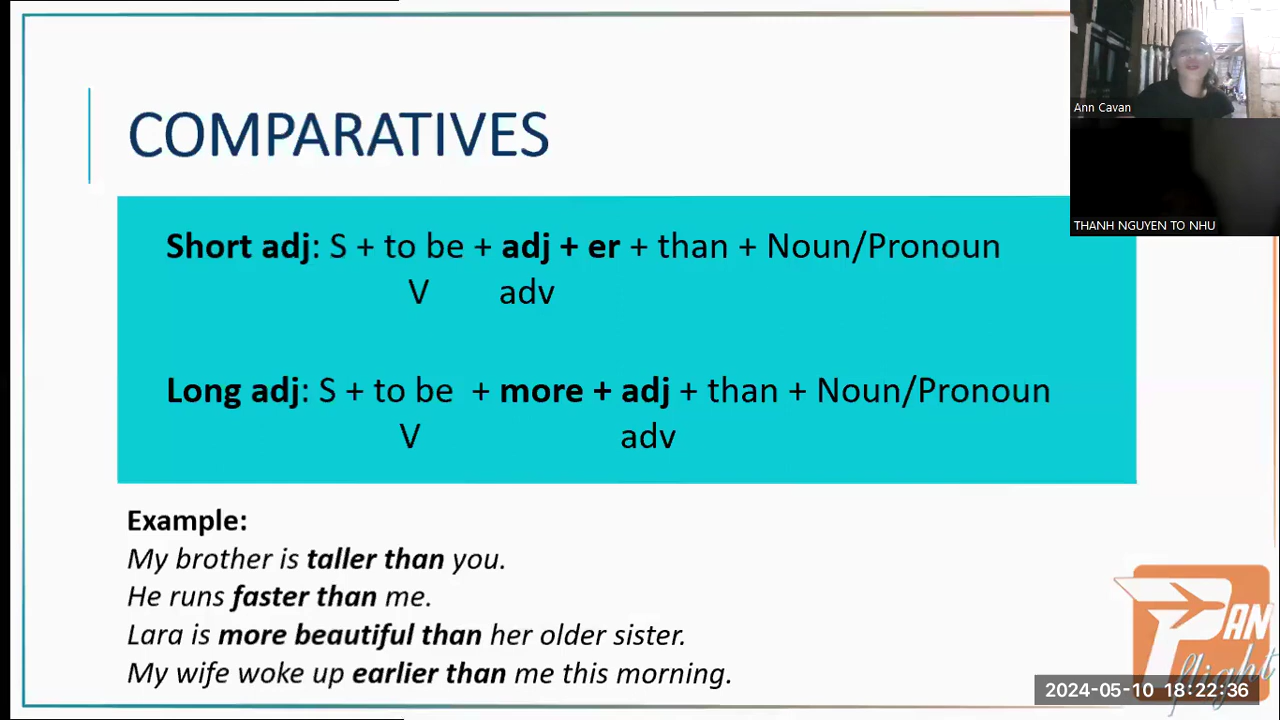 COMPARATIVES
Short adj: S + to be + adj + er + than + Noun/Pronoun
V adv
Long adj: S + to be + more + adj + than + Noun/Pronoun
V adv
Example:
My brother is taller than you.
He runs faster than me.
Lara is more beautiful than her older sister.
My wife woke up earlier than me this morning.
Ann Cavan
THANH NGUYEN TO NHU
PAN
flight
2024-05-10 18:22:36